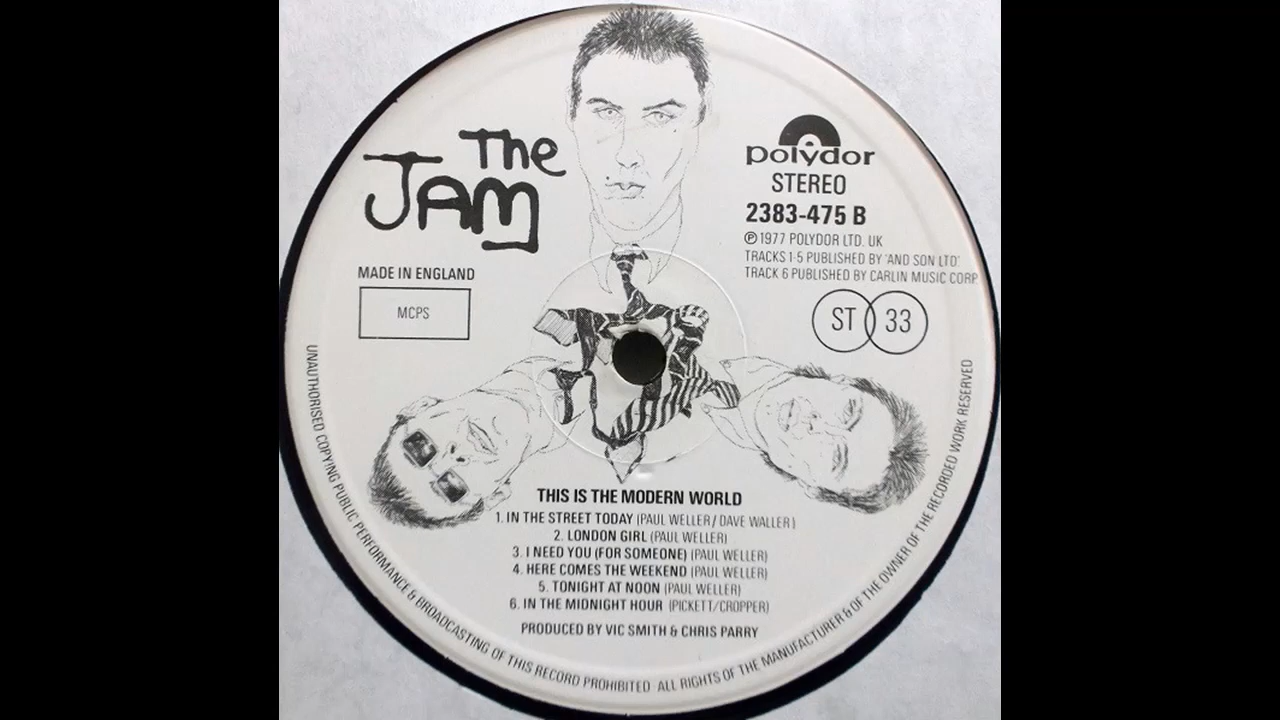 The
JAM
polydor
STEREO
2383-475 B
℗ 1977 POLYDOR LTD. UK
TRACKS 1-5 PUBLISHED BY 'AND SON LTD'.
TRACK 6 PUBLISHED BY CARLIN MUSIC CORP.
MADE IN ENGLAND
MCPS
ST 33
THIS IS THE MODERN WORLD
1. IN THE STREET TODAY (PAUL WELLER / DAVE WALLER)
2. LONDON GIRL (PAUL WELLER)
3. I NEED YOU (FOR SOMEONE) (PAUL WELLER)
4. HERE COMES THE WEEKEND (PAUL WELLER)
5. TONIGHT AT NOON (PAUL WELLER)
6. IN THE MIDNIGHT HOUR (PICKETT/CROPPER)
PRODUCED BY VIC SMITH & CHRIS PARRY
UNAUTHORISED COPYING PUBLIC PERFORMANCE & BROADCASTING OF THIS RECORD PROHIBITED ALL RIGHTS OF THE MANUFACTURER & OF THE OWNER OF THE RECORDED WORK RESERVED